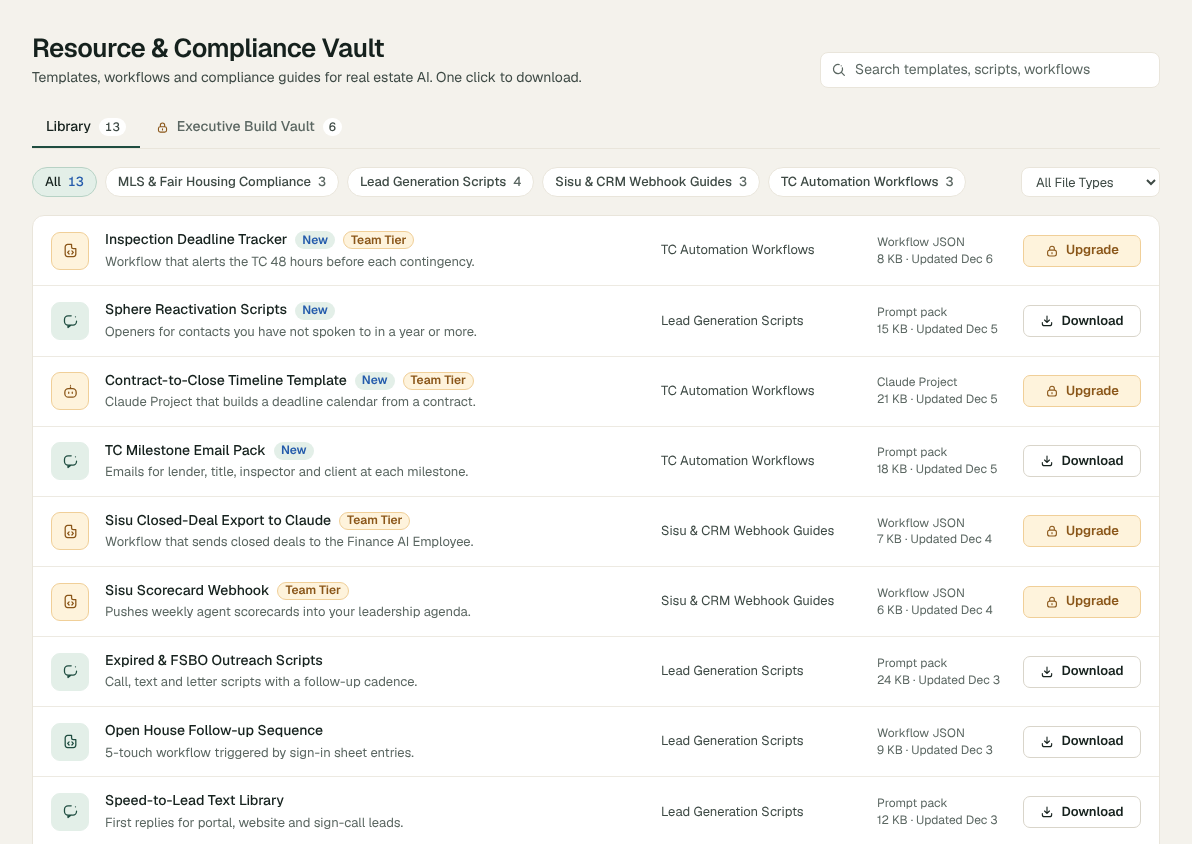 Resource & Compliance Vault
Templates, workflows and compliance guides for real estate AI. One click to download.
Search templates, scripts, workflows
Library 13
Executive Build Vault 6
All 13
MLS & Fair Housing Compliance 3
Lead Generation Scripts 4
Sisu & CRM Webhook Guides 3
TC Automation Workflows 3
All File Types
Inspection Deadline Tracker New Team Tier
Workflow that alerts the TC 48 hours before each contingency.
TC Automation Workflows
Workflow JSON
8 KB · Updated Dec 6
Upgrade
Sphere Reactivation Scripts New
Openers for contacts you have not spoken to in a year or more.
Lead Generation Scripts
Prompt pack
15 KB · Updated Dec 5
Download
Contract-to-Close Timeline Template New Team Tier
Claude Project that builds a deadline calendar from a contract.
TC Automation Workflows
Claude Project
21 KB · Updated Dec 5
Upgrade
TC Milestone Email Pack New
Emails for lender, title, inspector and client at each milestone.
TC Automation Workflows
Prompt pack
18 KB · Updated Dec 5
Download
Sisu Closed-Deal Export to Claude Team Tier
Workflow that sends closed deals to the Finance AI Employee.
Sisu & CRM Webhook Guides
Workflow JSON
7 KB · Updated Dec 4
Upgrade
Sisu Scorecard Webhook Team Tier
Pushes weekly agent scorecards into your leadership agenda.
Sisu & CRM Webhook Guides
Workflow JSON
6 KB · Updated Dec 4
Upgrade
Expired & FSBO Outreach Scripts
Call, text and letter scripts with a follow-up cadence.
Lead Generation Scripts
Prompt pack
24 KB · Updated Dec 3
Download
Open House Follow-up Sequence
5-touch workflow triggered by sign-in sheet entries.
Lead Generation Scripts
Workflow JSON
9 KB · Updated Dec 3
Download
Speed-to-Lead Text Library
First replies for portal, website and sign-call leads.
Lead Generation Scripts
Prompt pack
12 KB · Updated Dec 3
Download